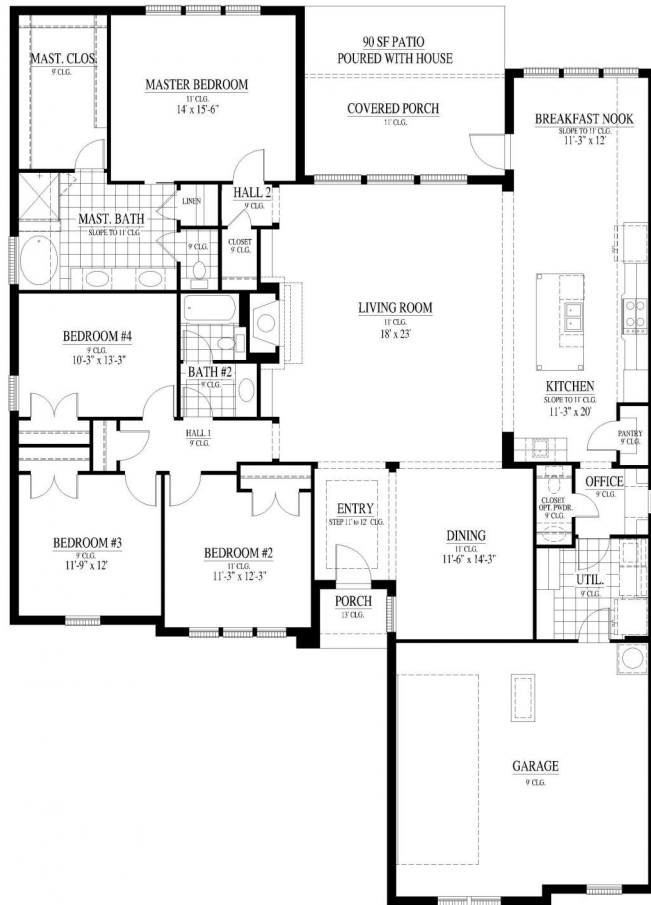 MAST. CLOS.
9' CLG.
MASTER BEDROOM
11' CLG.
14' x 15'-6"
90 SF PATIO
POURED WITH HOUSE
COVERED PORCH
11' CLG.
BREAKFAST NOOK
SLOPE TO 11' CLG.
11'-3" x 12'
MAST. BATH
SLOPE TO 11' CLG
LINEN
HALL 2
9' CLG.
9' CLG.
CLOSET
9' CLG.
LIVING ROOM
11' CLG.
18' x 23'
BEDROOM #4
9' CLG.
10'-3" x 13'-3"
BATH #2
9' CLG.
KITCHEN
SLOPE TO 11' CLG.
11'-3" x 20'
PANTRY
9' CLG.
HALL 1
9' CLG.
OFFICE
9' CLG.
CLOSET
OPT. PWDR.
9' CLG.
ENTRY
STEP 11' to 12' CLG.
DINING
11' CLG.
11'-6" x 14'-3"
BEDROOM #3
9' CLG.
11'-9" x 12'
BEDROOM #2
11' CLG.
11'-3" x 12'-3"
UTIL.
9' CLG.
PORCH
13' CLG.
GARAGE
9' CLG.